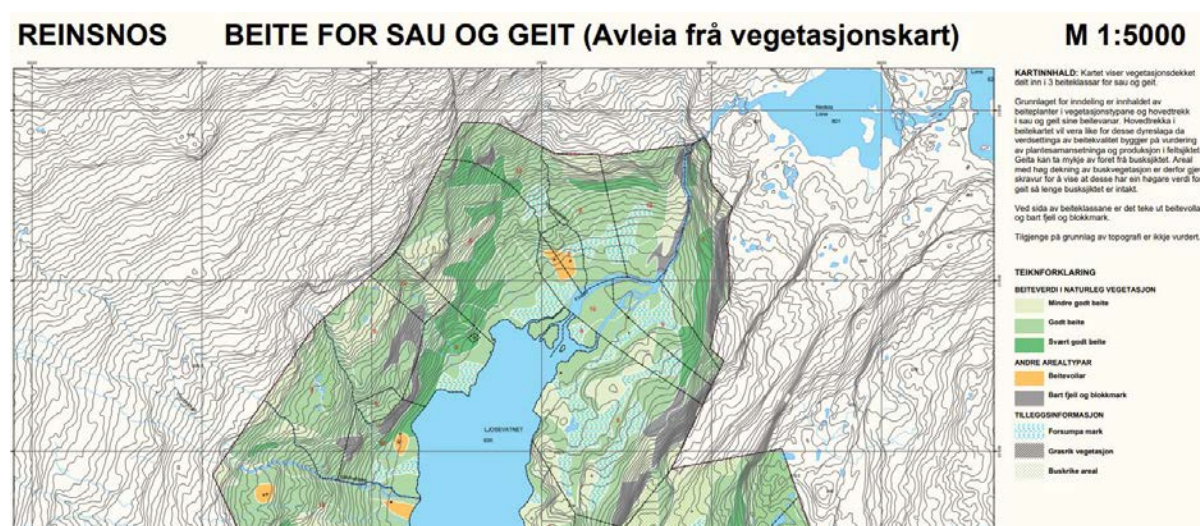 REINSNOS BEITE FOR SAU OG GEIT (Avleia frå vegetasjonskart) M 1:5000
KARTINNHALD: Kartet viser vegetasjonsdekket
delt inn i 3 beiteklassar for sau og geit.
Grunnlaget for inndeling er innhaldet av
beiteplanter i vegetasjonstypane og hovedtrekk
i sau og geit sine beitevanar. Hovedtrekka i
beitekartet vil vera like for desse dyreslaga da
verdsettinga av beitekvalitet byggjer på vurdering
av plantesamansetninga og produksjon i feltsjiktet.
Geita kan ta mykje av foret frå busksjiktet. Areal
med høg dekning av buskvegetasjon er derfor gje
skravur for å vise at desse har ein høgare verdi fo
geit så lenge busksjiktet er intakt.
Ved sida av beiteklassane er det teke ut beitevolla
og bart fjell og blokkmark.
Tilgjenge på grunnlag av topografi er ikkje vurdert.
TEIKNFORKLARING
BEITEVERDI I NATURLEG VEGETASJON
Mindre godt beite
Godt beite
Svært godt beite
ANDRE AREALTYPAR
Beitevollar
Bart fjell og blokkmark
TILLEGGSINFORMASJON
Forsumpa mark
Grasrik vegetasjon
Buskrike areal
LJOSEVATNET